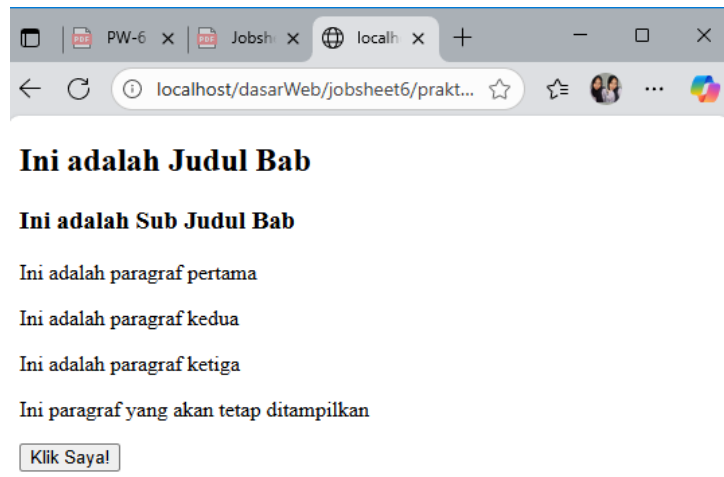 PW-6
Jobsh
localh
localhost/dasarWeb/jobsheet6/prakt...
Ini adalah Judul Bab
Ini adalah Sub Judul Bab
Ini adalah paragraf pertama
Ini adalah paragraf kedua
Ini adalah paragraf ketiga
Ini paragraf yang akan tetap ditampilkan
Klik Saya!